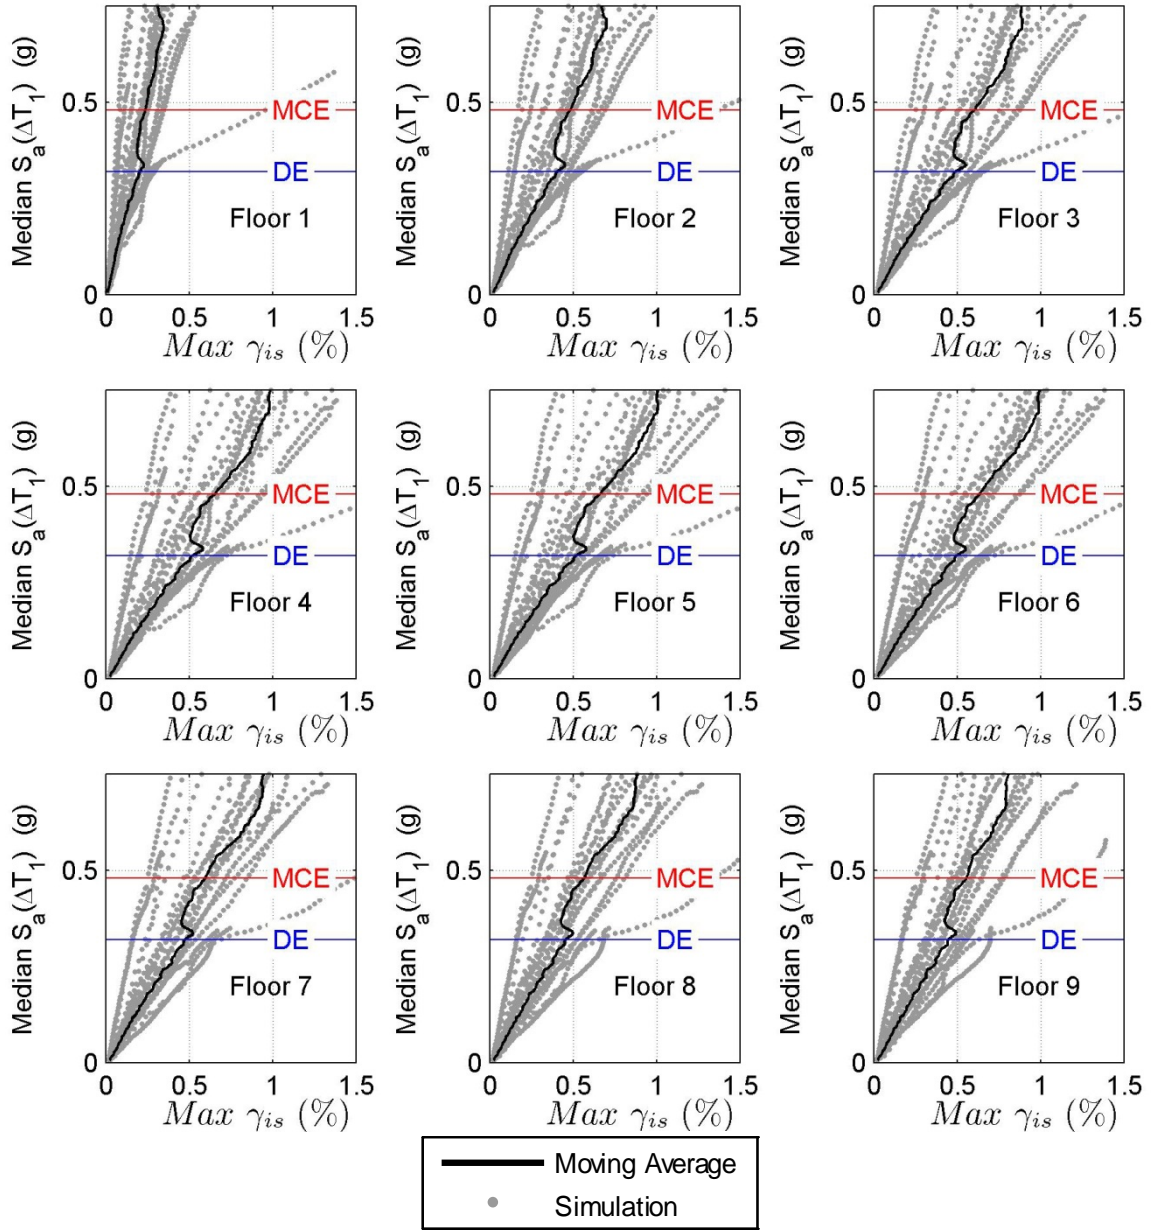 Median S_a(ΔT_1) (g)
0.5
0
MCE
DE
Floor 1
0 0.5 1 1.5
Max γ_is (%)
Median S_a(ΔT_1) (g)
0.5
0
MCE
DE
Floor 2
0 0.5 1 1.5
Max γ_is (%)
Median S_a(ΔT_1) (g)
0.5
0
MCE
DE
Floor 3
0 0.5 1 1.5
Max γ_is (%)
Median S_a(ΔT_1) (g)
0.5
0
MCE
DE
Floor 4
0 0.5 1 1.5
Max γ_is (%)
Median S_a(ΔT_1) (g)
0.5
0
MCE
DE
Floor 5
0 0.5 1 1.5
Max γ_is (%)
Median S_a(ΔT_1) (g)
0.5
0
MCE
DE
Floor 6
0 0.5 1 1.5
Max γ_is (%)
Median S_a(ΔT_1) (g)
0.5
0
MCE
DE
Floor 7
0 0.5 1 1.5
Max γ_is (%)
Median S_a(ΔT_1) (g)
0.5
0
MCE
DE
Floor 8
0 0.5 1 1.5
Max γ_is (%)
Median S_a(ΔT_1) (g)
0.5
0
MCE
DE
Floor 9
0 0.5 1 1.5
Max γ_is (%)
Moving Average
Simulation